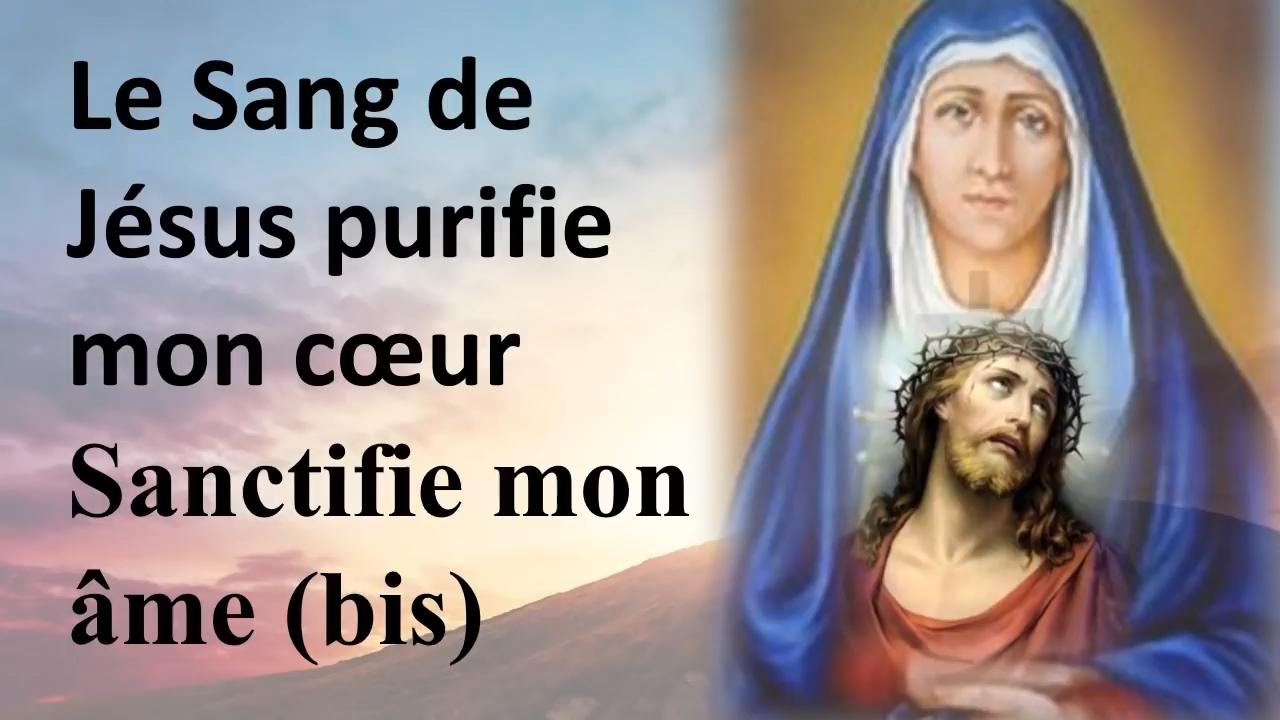 Le Sang de
Jésus purifie
mon cœur
Sanctifie mon
âme (bis)